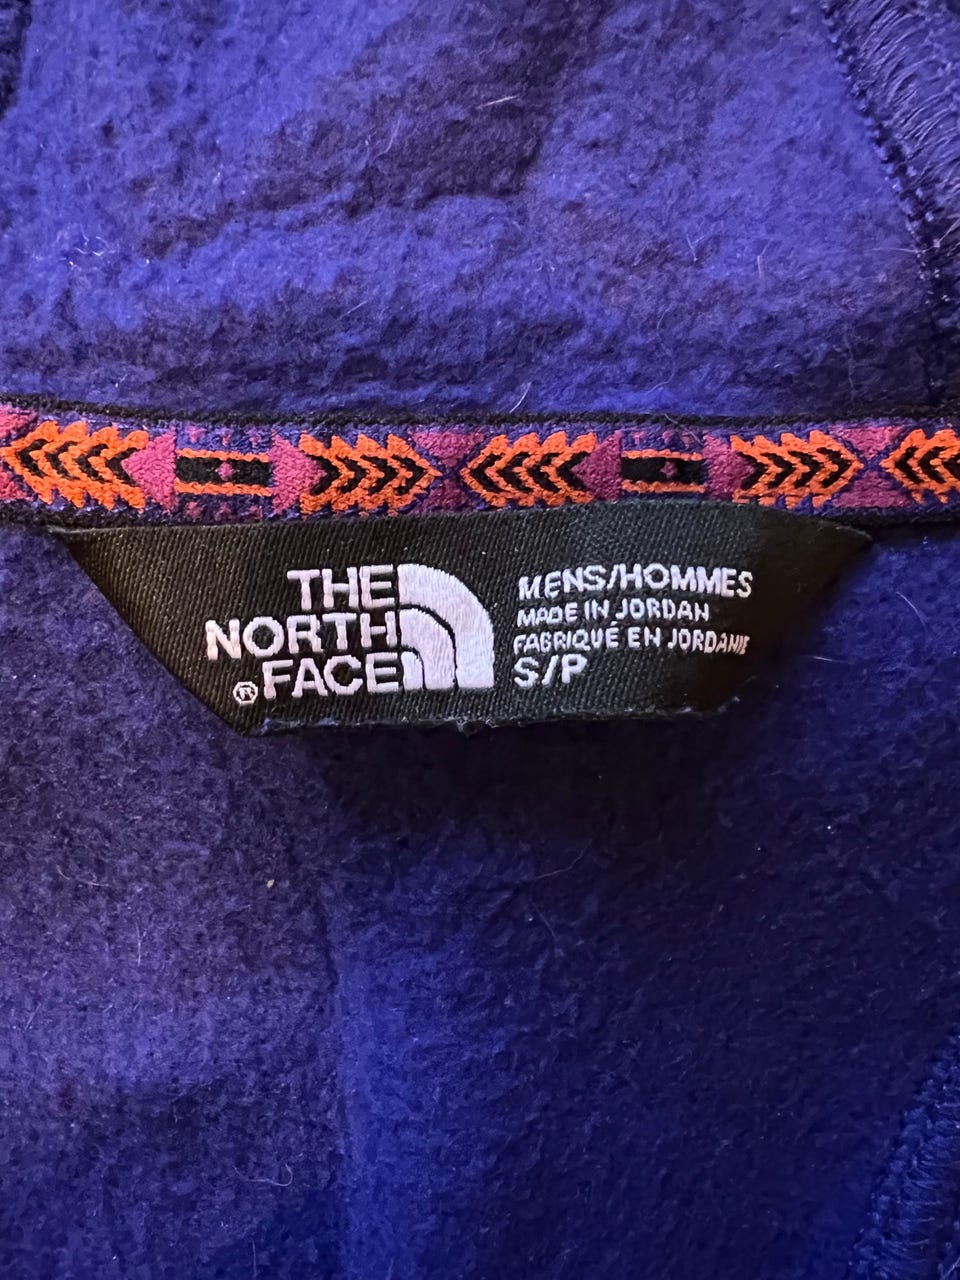 THE
NORTH
® FACE
MENS/HOMMES
MADE IN JORDAN
FABRIQUÉ EN JORDANIE
S/P